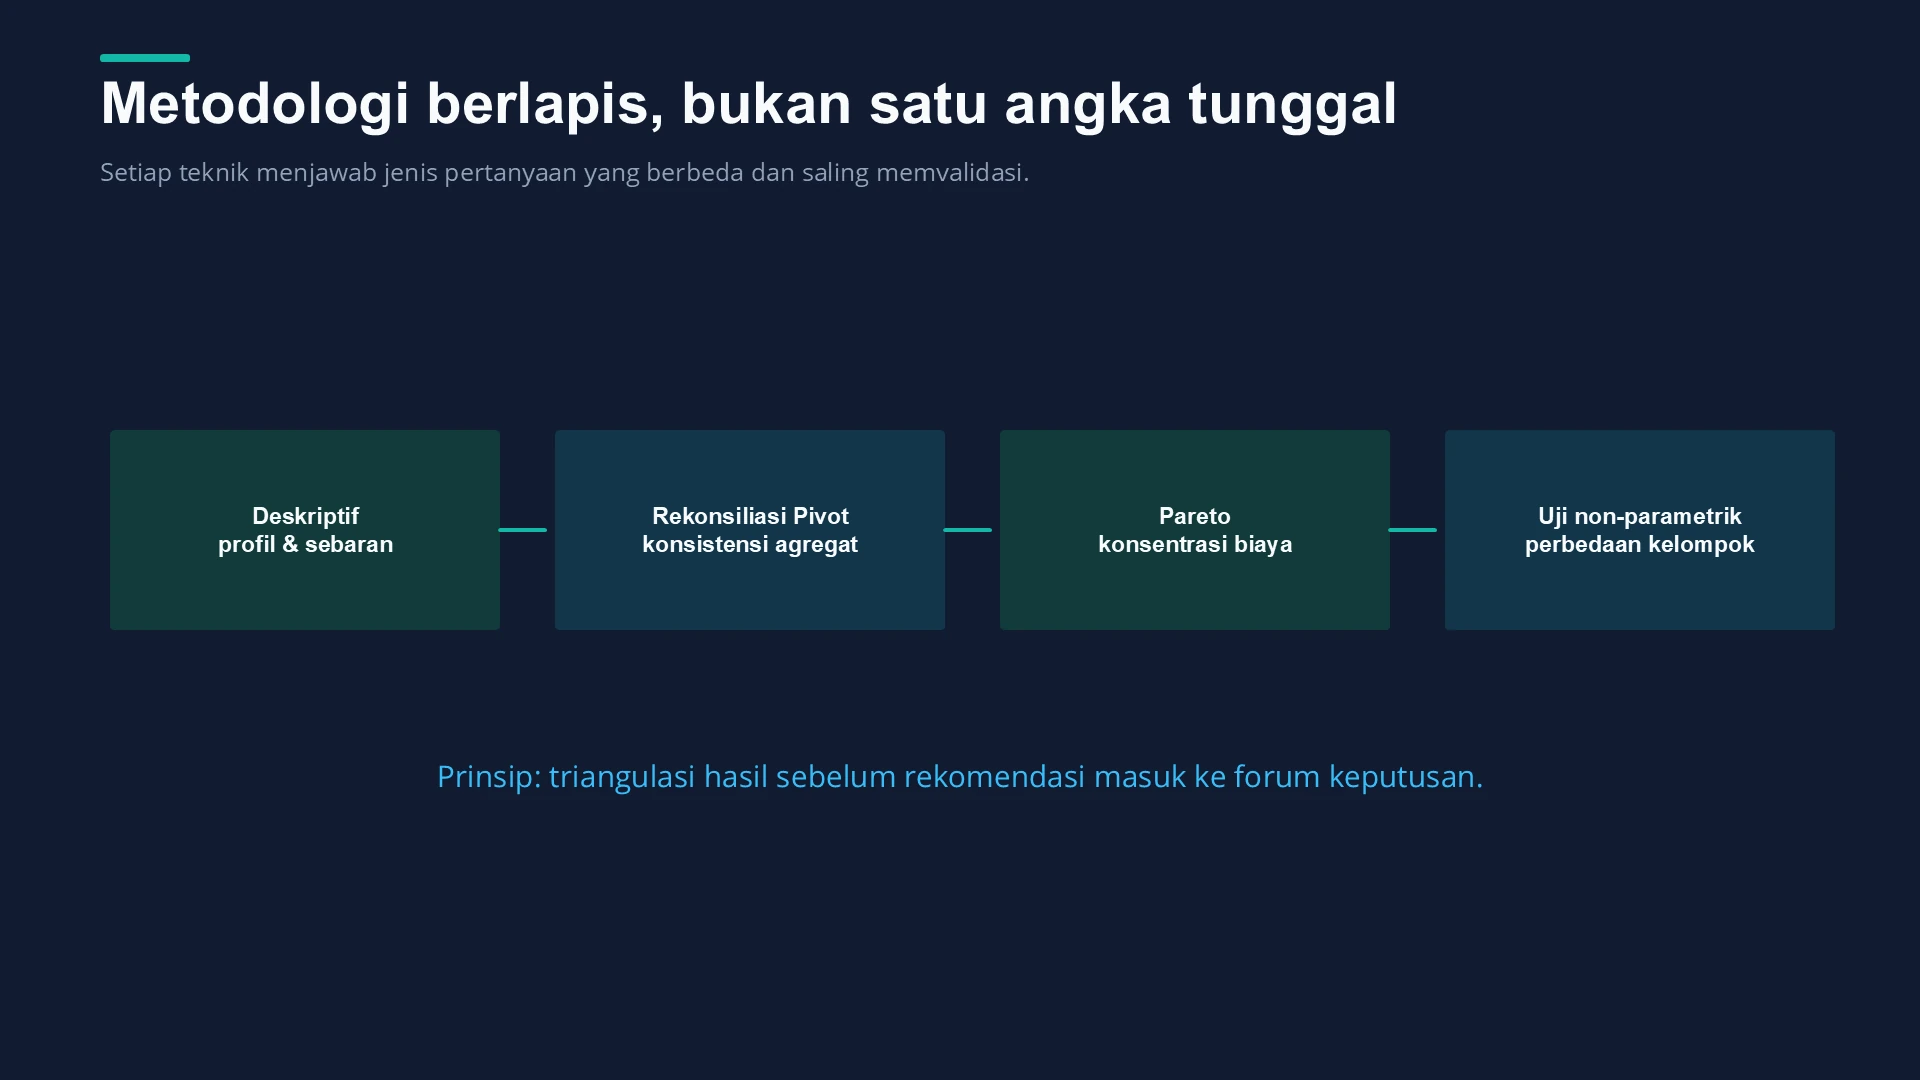 Metodologi berlapis, bukan satu angka tunggal
Setiap teknik menjawab jenis pertanyaan yang berbeda dan saling memvalidasi.
Deskriptif
profil & sebaran
Rekonsiliasi Pivot
konsistensi agregat
Pareto
konsentrasi biaya
Uji non-parametrik
perbedaan kelompok
Prinsip: triangulasi hasil sebelum rekomendasi masuk ke forum keputusan.